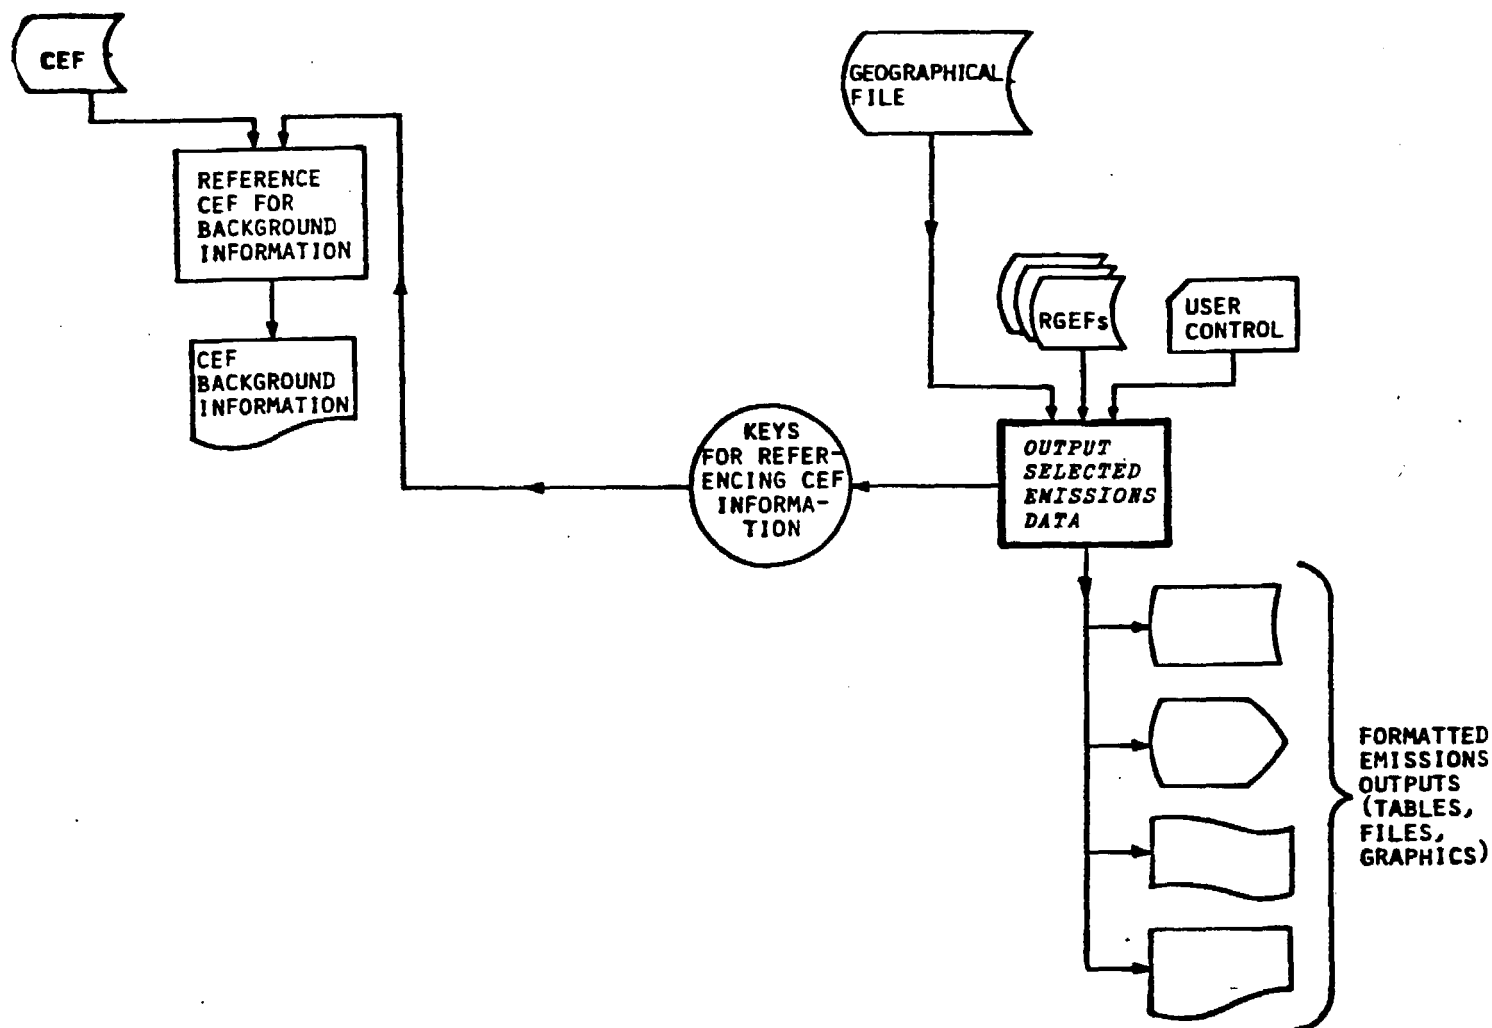 CEF
REFERENCE
CEF FOR
BACKGROUND
INFORMATION
CEF
BACKGROUND
INFORMATION
GEOGRAPHICAL
FILE
RGEFs
USER
CONTROL
KEYS
FOR REFER-
ENCING CEF
INFORMA-
TION
OUTPUT
SELECTED
EMISSIONS
DATA
FORMATTED
EMISSIONS
OUTPUTS
(TABLES,
FILES,
GRAPHICS)